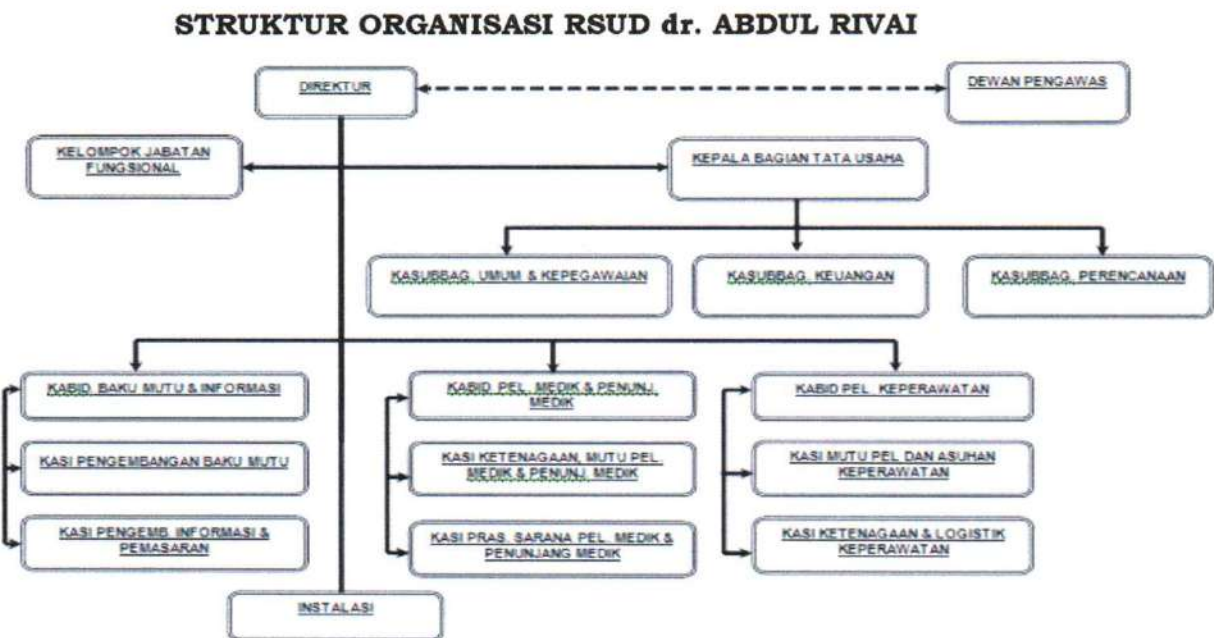 STRUKTUR ORGANISASI RSUD dr. ABDUL RIVAI
DIREKTUR
DEWAN PENGAWAS
KELOMPOK JABATAN
FUNGSIONAL
KEPALA BAGIAN TATA USAHA
KASUBBAG. UMUM & KEPEGAWAIAN
KASUBBAG. KEUANGAN
KASUBBAG. PERENCANAAN
KABID. BAKU MUTU & INFORMASI
KABID. PEL. MEDIK & PENUNJ.
MEDIK
KABID PEL. KEPERAWATAN
KASI PENGEMBANGAN BAKU MUTU
KASI KETENAGAAN, MUTU PEL.
MEDIK & PENUNJ. MEDIK
KASI MUTU PEL DAN ASUHAN
KEPERAWATAN
KASI PENGEMB. INFORMASI &
PEMASARAN
KASI PRAS. SARANA PEL. MEDIK &
PENUNJANG MEDIK
KASI KETENAGAAN & LOGISTIK
KEPERAWATAN
INSTALASI